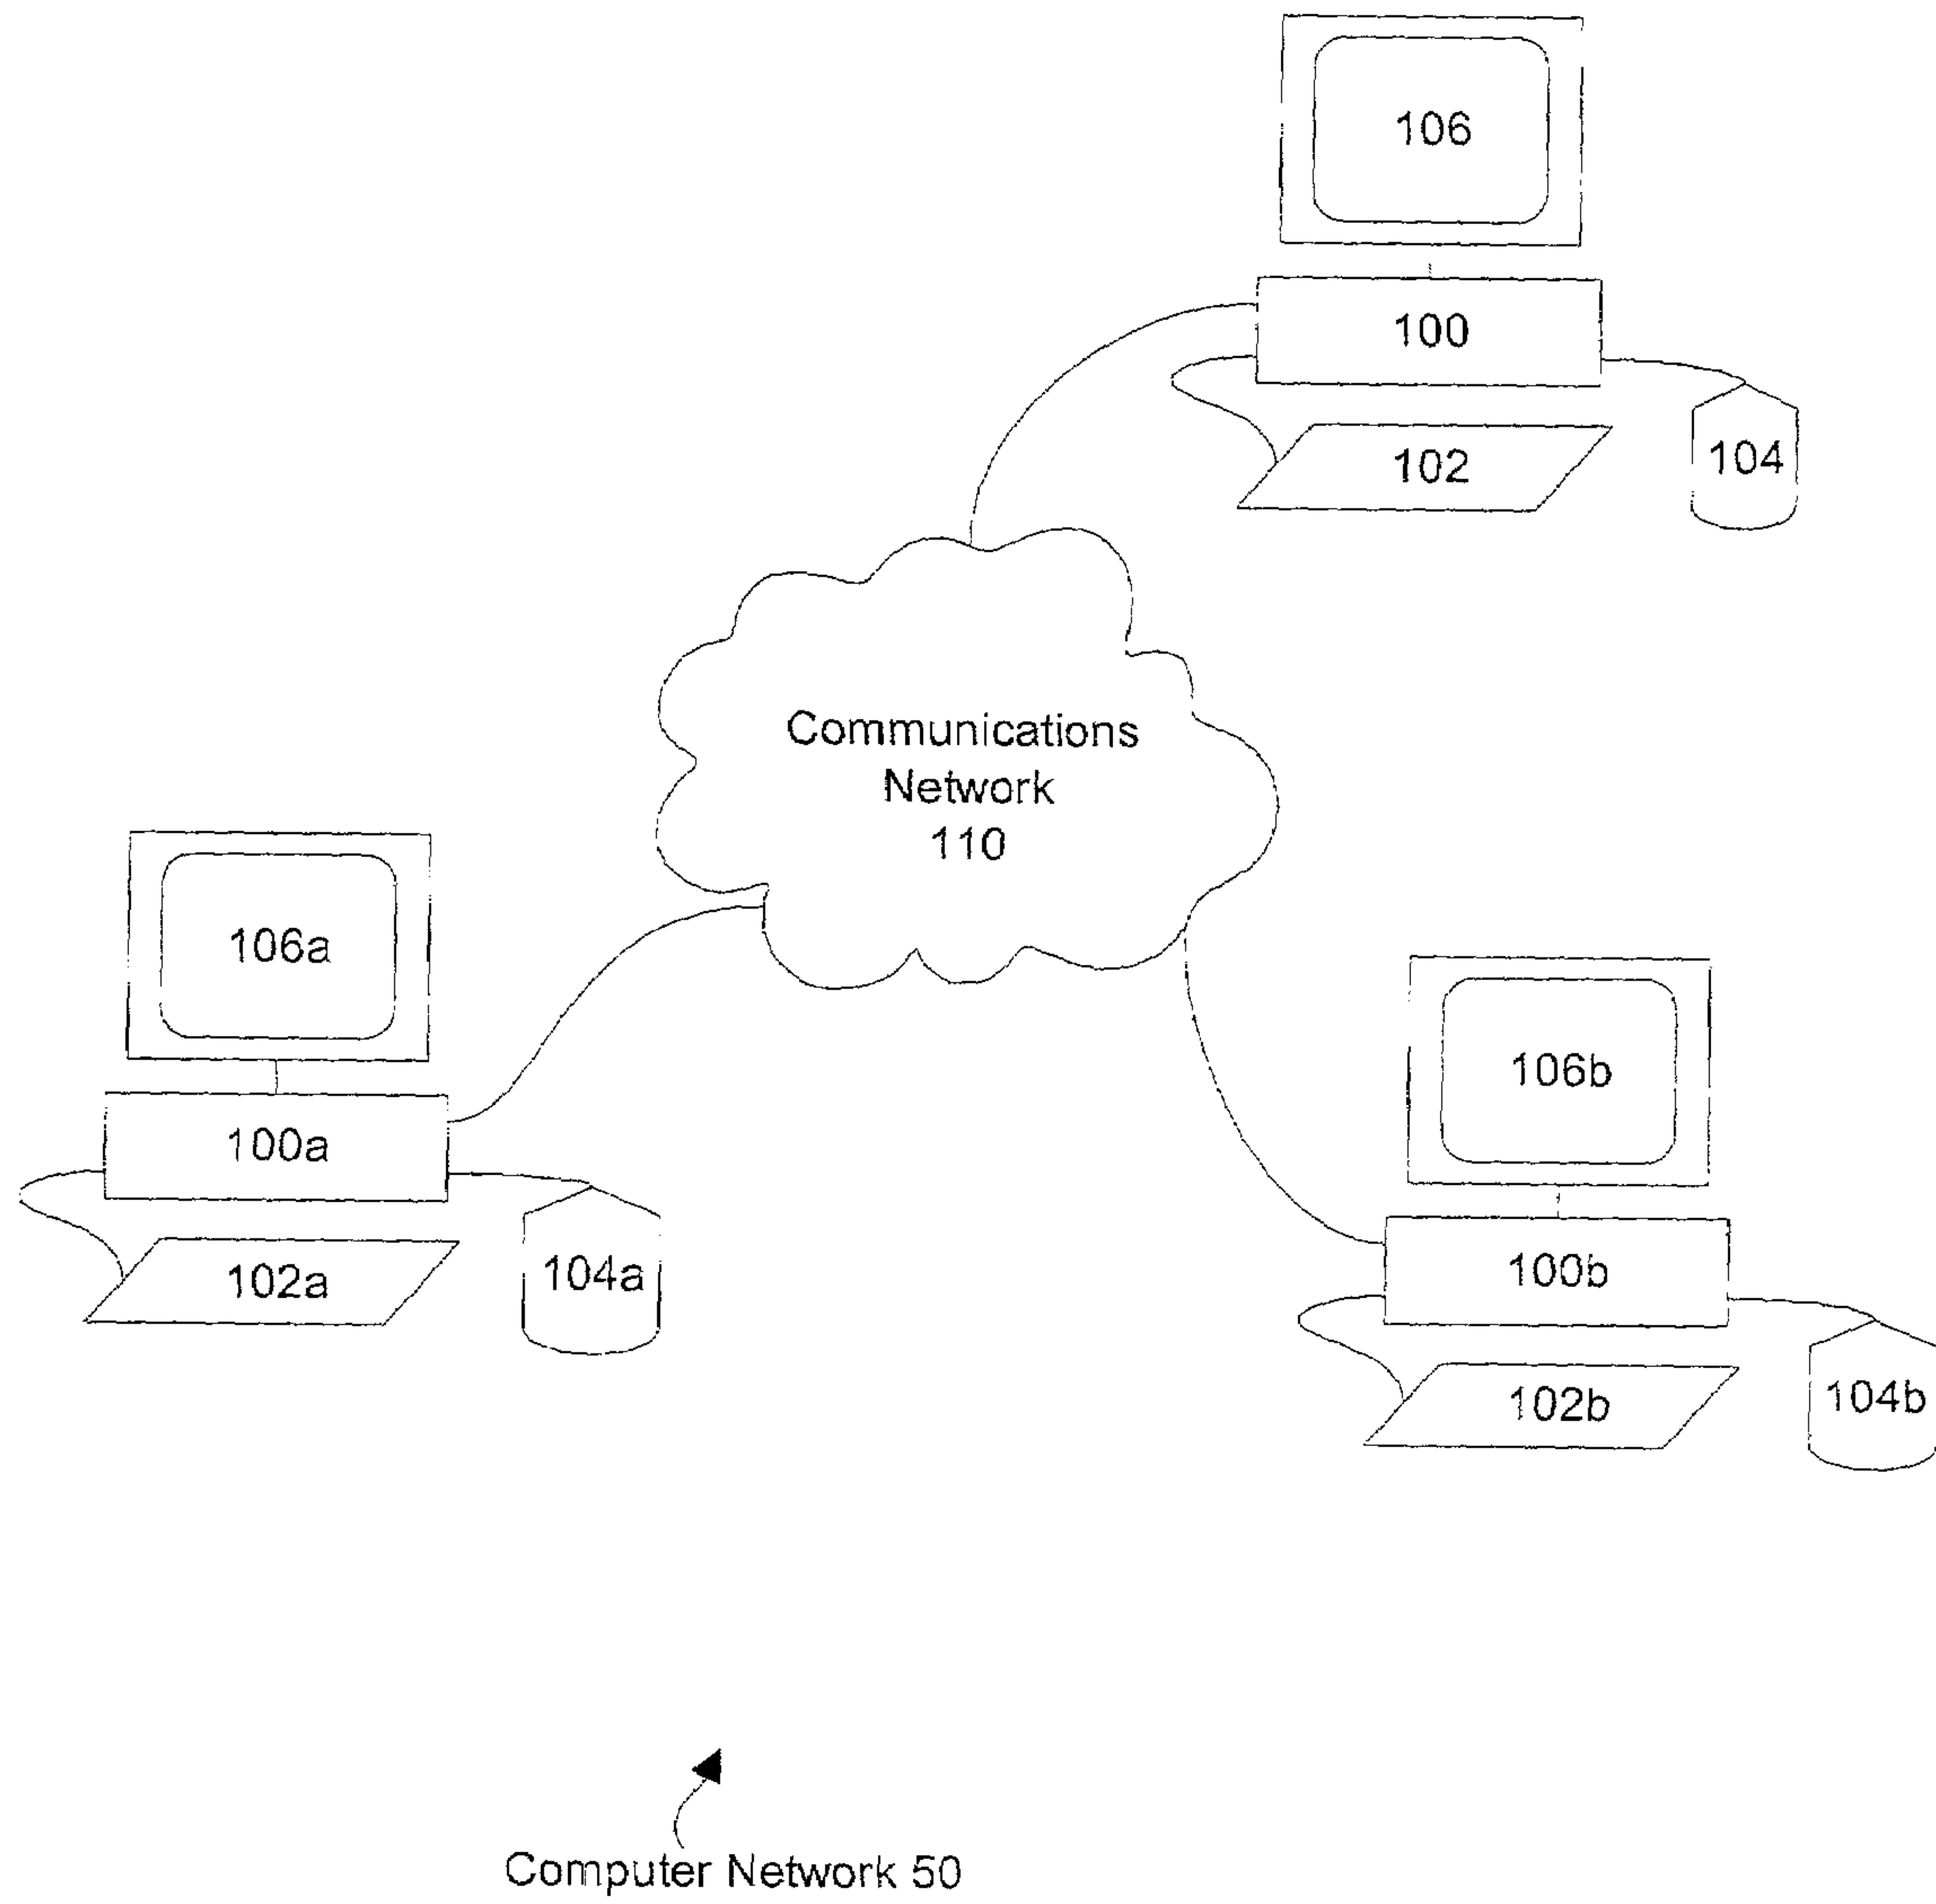 106
100
102
104
Communications
Network
110
106a
100a
102a
104a
106b
100b
102b
104b
Computer Network 50